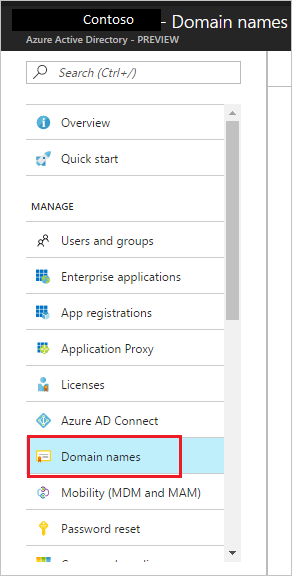 Contoso - Domain names
Azure Active Directory - PREVIEW
Search (Ctrl+/)
Overview
Quick start
MANAGE
Users and groups
Enterprise applications
App registrations
Application Proxy
Licenses
Azure AD Connect
Domain names
Mobility (MDM and MAM)
Password reset